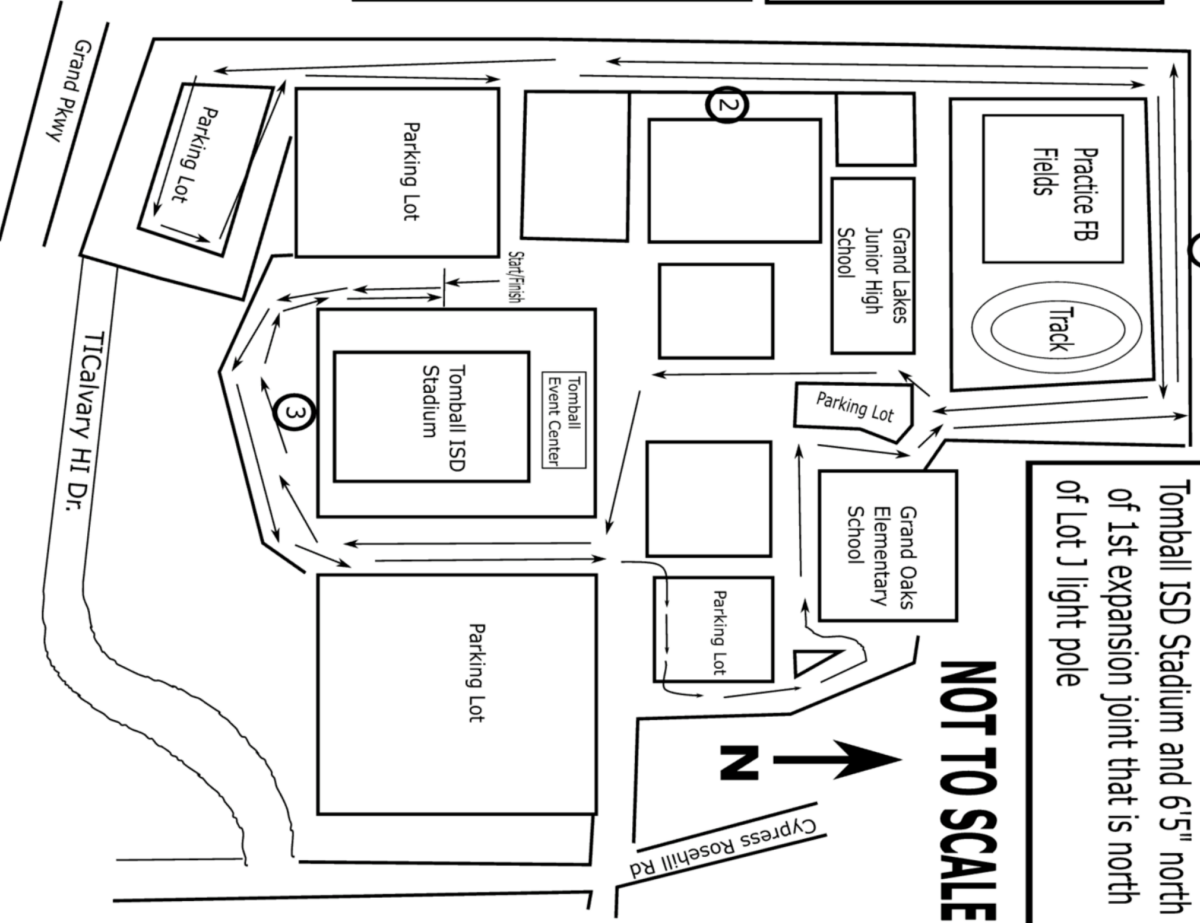 Grand Pkwy
Parking Lot
Parking Lot
2
Practice FB
Fields
Grand Lakes
Junior High
School
Track
Start/Finish
Parking Lot
Tomball ISD
Stadium
Tomball
Event Center
3
TICalvary HI Dr.
Grand Oaks
Elementary
School
Parking Lot
Parking Lot
Tomball ISD Stadium and 6'5" north
of 1st expansion joint that is north
of Lot J light pole
NOT TO SCALE
N
Cypress Rosehill Rd